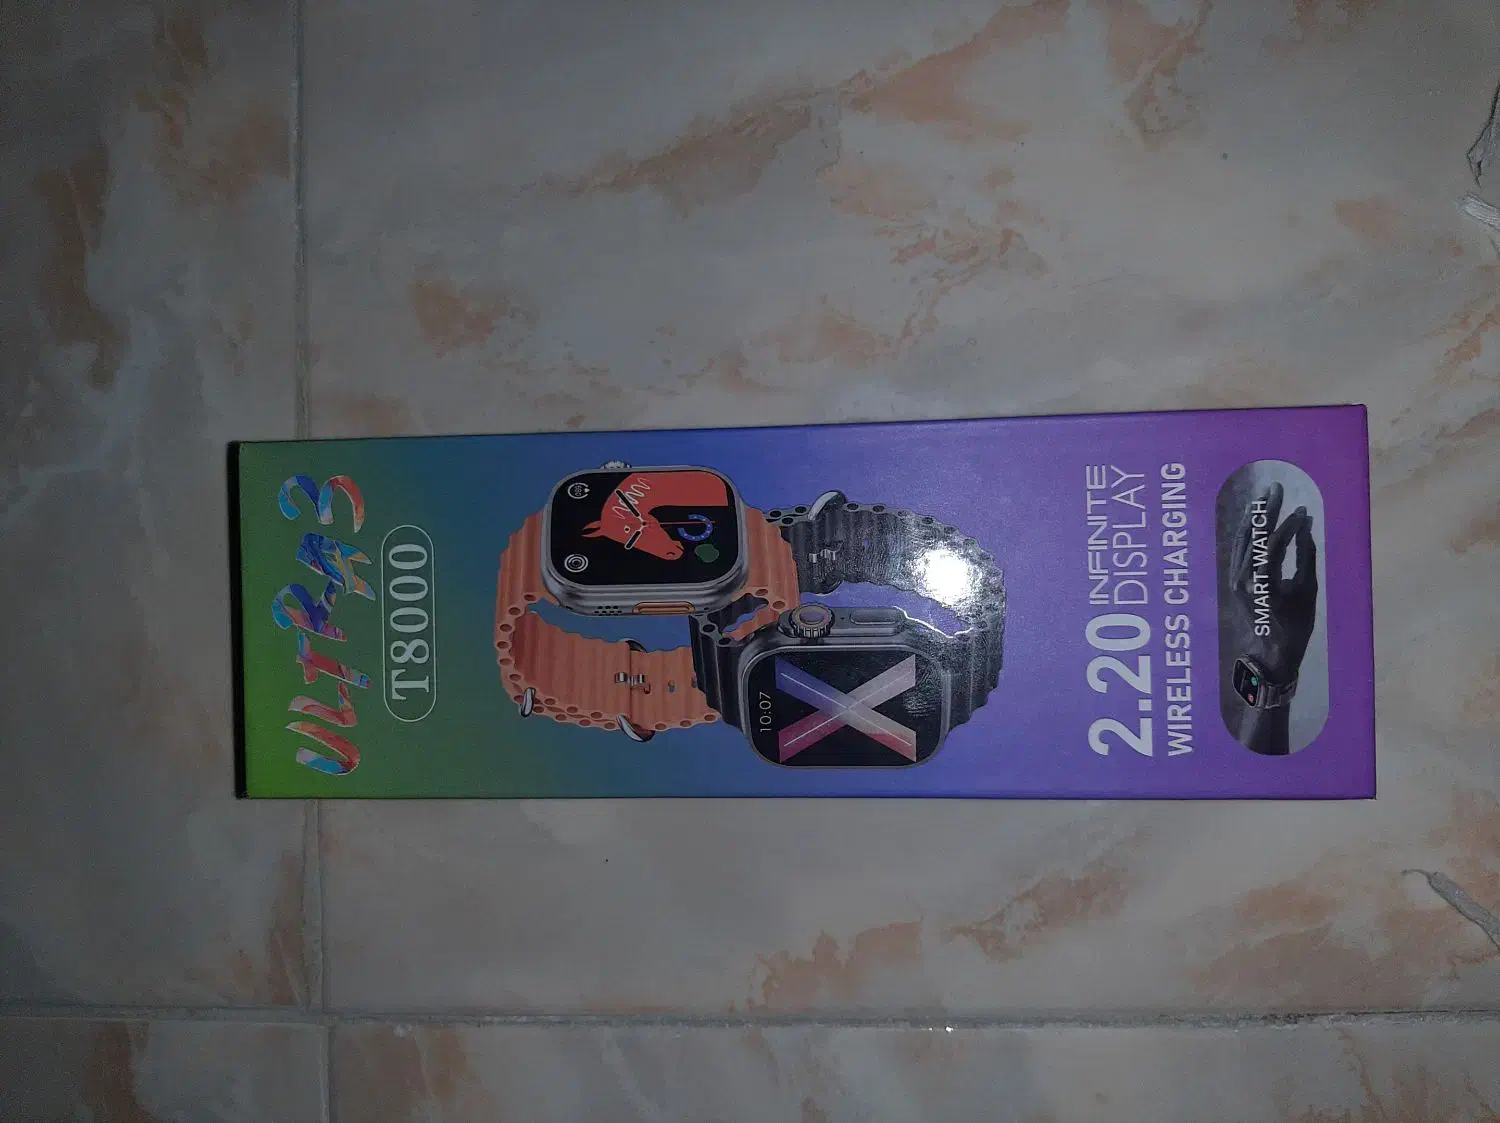 ULTRA3
T8000
10:07
2.20 INFINITE DISPLAY
WIRELESS CHARGING
SMART WATCH